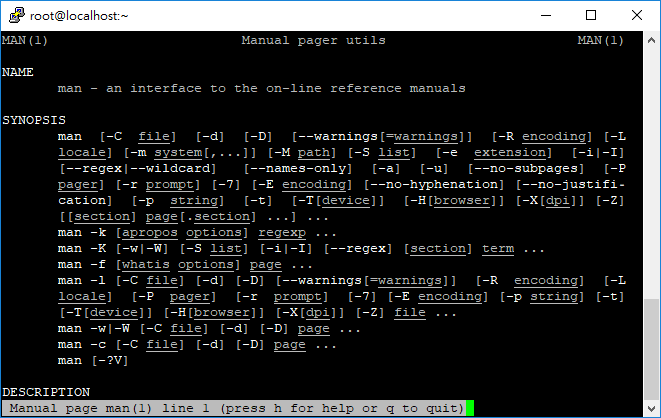 root@localhost:~
MAN(1) Manual pager utils MAN(1)
NAME
man - an interface to the on-line reference manuals
SYNOPSIS
man [-C file] [-d] [-D] [--warnings[=warnings]] [-R encoding] [-L
locale] [-m system[,...]] [-M path] [-S list] [-e extension] [-i|-I]
[--regex|--wildcard] [--names-only] [-a] [-u] [--no-subpages] [-P
pager] [-r prompt] [-7] [-E encoding] [--no-hyphenation] [--no-justifi-
cation] [-p string] [-t] [-T[device]] [-H[browser]] [-X[dpi]] [-Z]
[[section] page[.section] ...] ...
man -k [apropos options] regexp ...
man -K [-w|-W] [-S list] [-i|-I] [--regex] [section] term ...
man -f [whatis options] page ...
man -l [-C file] [-d] [-D] [--warnings[=warnings]] [-R encoding] [-L
locale] [-P pager] [-r prompt] [-7] [-E encoding] [-p string] [-t]
[-T[device]] [-H[browser]] [-X[dpi]] [-Z] file ...
man -w|-W [-C file] [-d] [-D] page ...
man -c [-C file] [-d] [-D] page ...
man [-?V]
DESCRIPTION
Manual page man(1) line 1 (press h for help or q to quit)